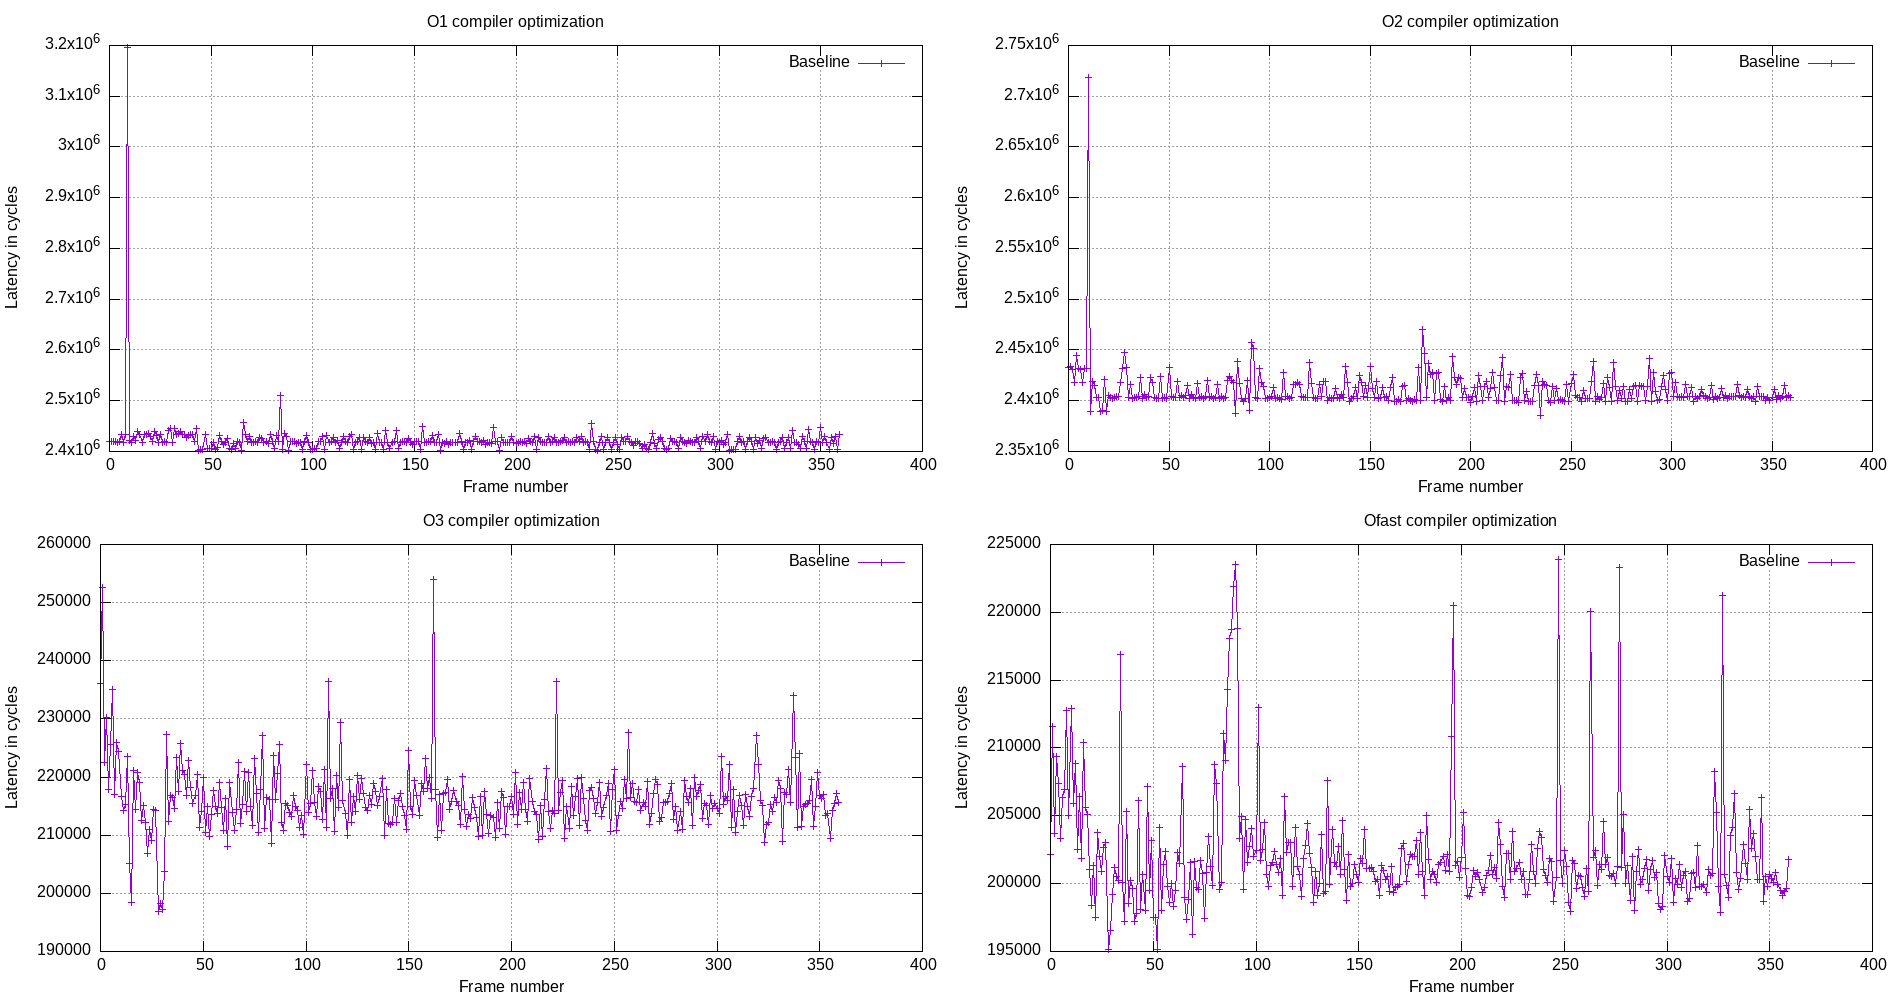 O1 compiler optimization
Baseline
Latency in cycles
3.2x10^6
3.1x10^6
3x10^6
2.9x10^6
2.8x10^6
2.7x10^6
2.6x10^6
2.5x10^6
2.4x10^6
0 50 100 150 200 250 300 350 400
Frame number
O2 compiler optimization
Baseline
Latency in cycles
2.75x10^6
2.7x10^6
2.65x10^6
2.6x10^6
2.55x10^6
2.5x10^6
2.45x10^6
2.4x10^6
2.35x10^6
0 50 100 150 200 250 300 350 400
Frame number
O3 compiler optimization
Baseline
Latency in cycles
260000
250000
240000
230000
220000
210000
200000
190000
0 50 100 150 200 250 300 350 400
Frame number
Ofast compiler optimization
Baseline
Latency in cycles
225000
220000
215000
210000
205000
200000
195000
0 50 100 150 200 250 300 350 400
Frame number